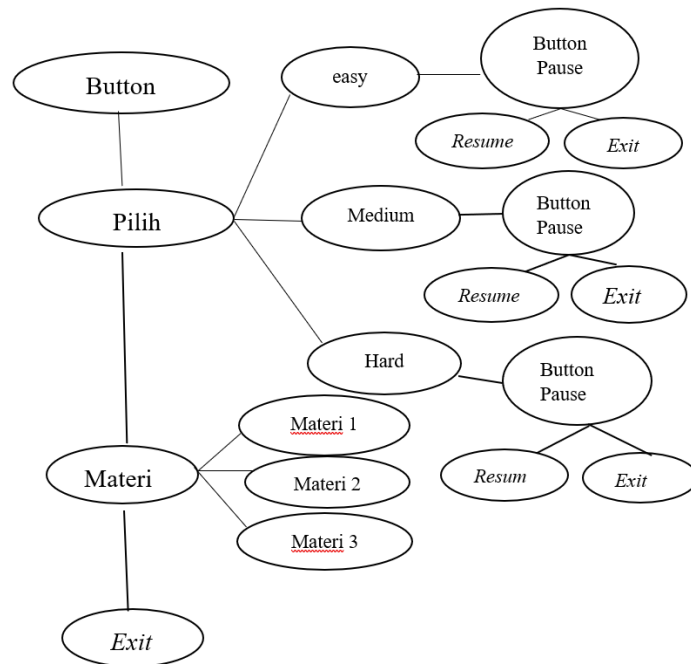 Button
easy
Button
Pause
Resume
Exit
Pilih
Medium
Button
Pause
Resume
Exit
Hard
Button
Pause
Resum
Exit
Materi
Materi 1
Materi 2
Materi 3
Exit